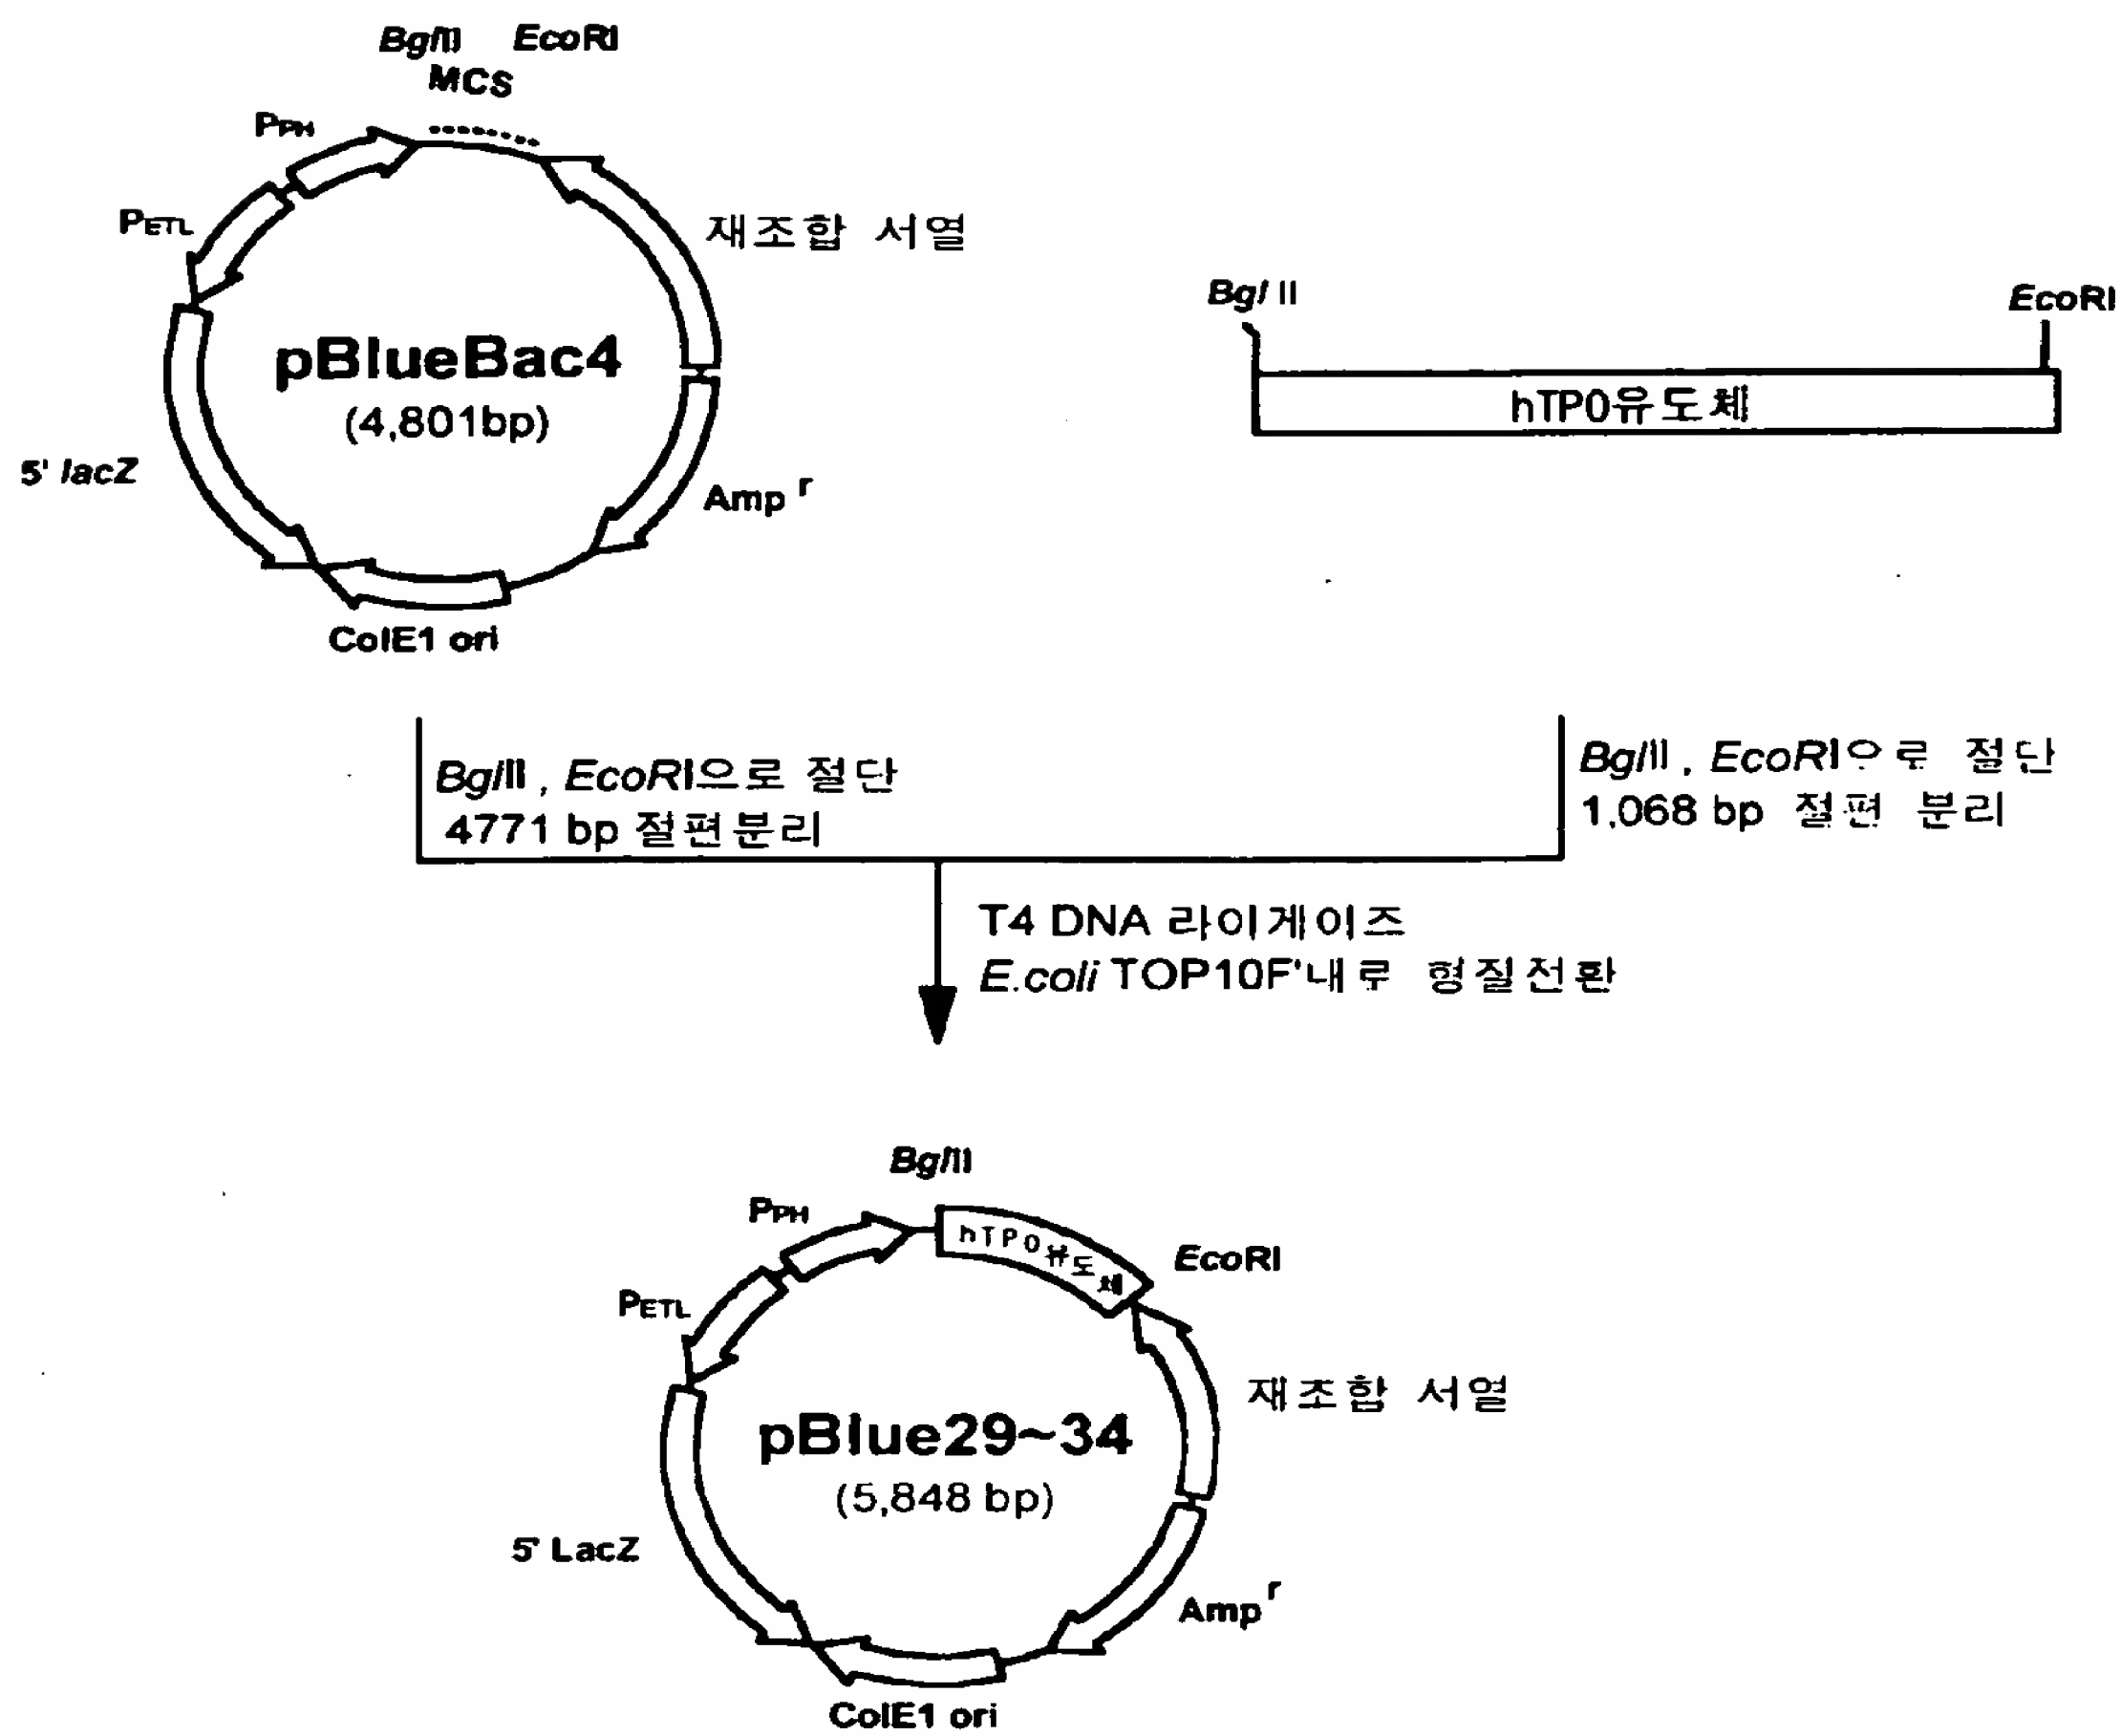 BglII EcoRI
MCS
PPH
PETL
재조합 서열
pBlueBac4
(4,801bp)
5' lacZ
Amp r
ColE1 ori
Bgl II
EcoRI
hTPO유도체
BglII, EcoRI으로 절단
4771 bp 절편분리
BglII, EcoRI으로 절단
1,068 bp 절편 분리
T4 DNA 라이게이즈
E.coli TOP10F'내로 형질전환
BglII
PPH
hTPO유도체
EcoRI
PETL
재조합 서열
pBlue29~34
(5,848 bp)
5' LacZ
Amp r
ColE1 ori